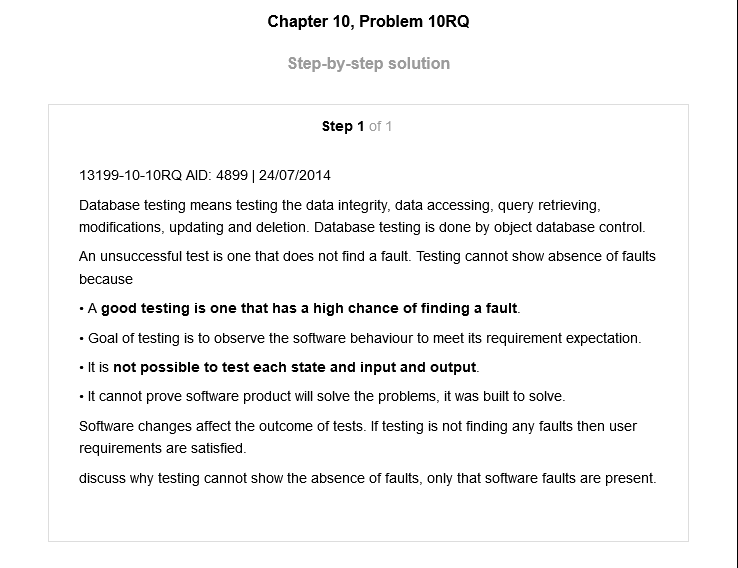 Chapter 10, Problem 10RQ
Step-by-step solution
Step 1 of 1
13199-10-10RQ AID: 4899 | 24/07/2014
Database testing means testing the data integrity, data accessing, query retrieving,
modifications, updating and deletion. Database testing is done by object database control.
An unsuccessful test is one that does not find a fault. Testing cannot show absence of faults
because
• A good testing is one that has a high chance of finding a fault.
• Goal of testing is to observe the software behaviour to meet its requirement expectation.
• It is not possible to test each state and input and output.
• It cannot prove software product will solve the problems, it was built to solve.
Software changes affect the outcome of tests. If testing is not finding any faults then user
requirements are satisfied.
discuss why testing cannot show the absence of faults, only that software faults are present.